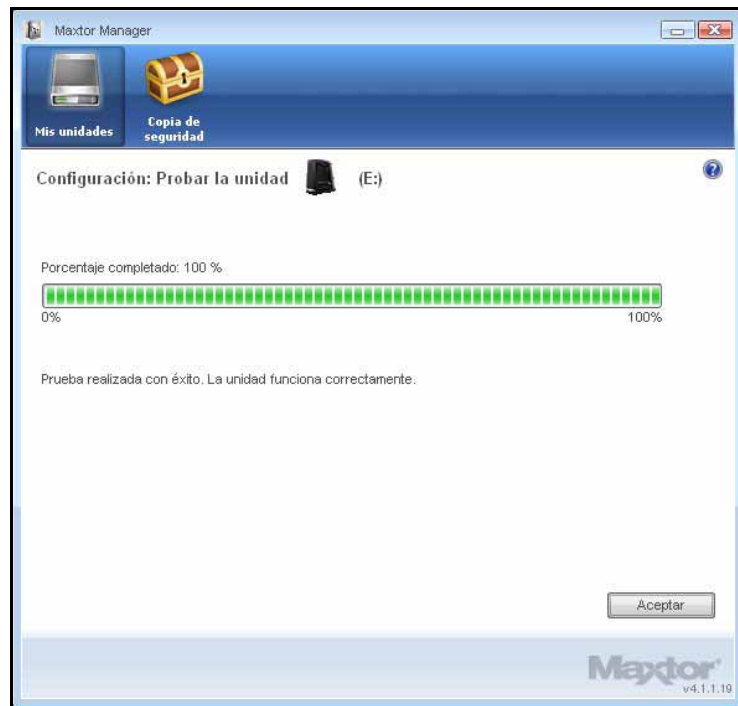 Maxtor Manager
Mis unidades
Copia de
seguridad
Configuración: Probar la unidad (E:)
Porcentaje completado: 100 %
0% 100%
Prueba realizada con éxito. La unidad funciona correctamente.
Aceptar
Maxtor
v4.1.1.19